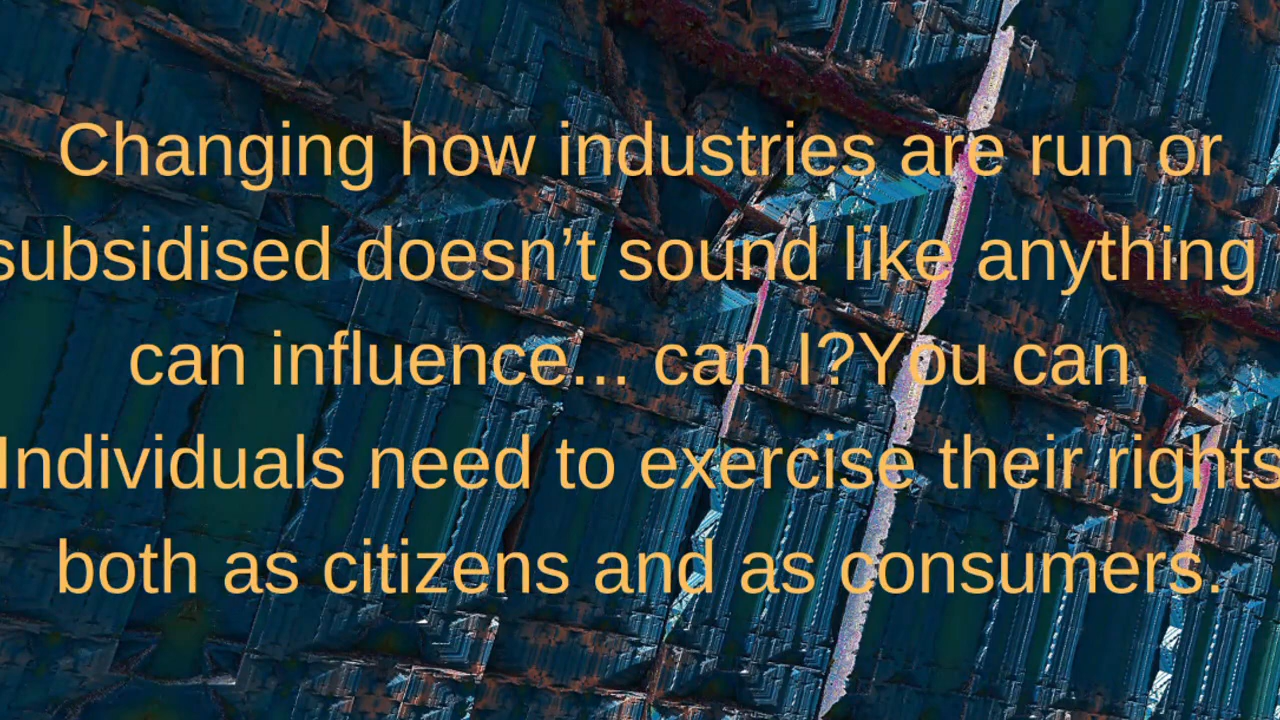 Changing how industries are run or
subsidised doesn’t sound like anything
can influence... can I?You can.
Individuals need to exercise their rights
both as citizens and as consumers.